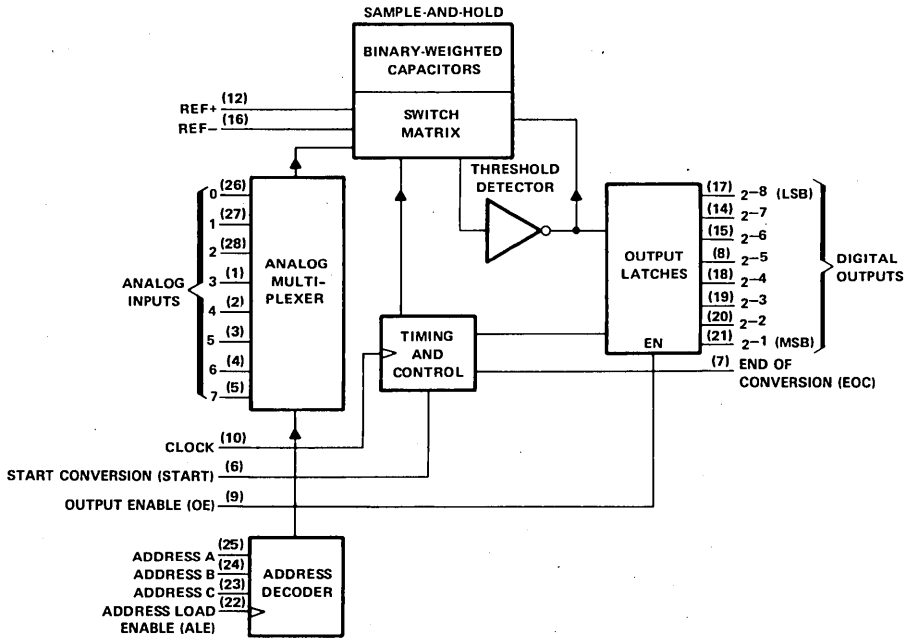 SAMPLE-AND-HOLD
BINARY-WEIGHTED
CAPACITORS
SWITCH
MATRIX
REF+ (12)
REF– (16)
THRESHOLD
DETECTOR
ANALOG
INPUTS
0 (26)
1 (27)
2 (28)
3 (1)
4 (2)
5 (3)
6 (4)
7 (5)
ANALOG
MULTI-
PLEXER
TIMING
AND
CONTROL
OUTPUT
LATCHES
EN
(17) 2–8 (LSB)
(14) 2–7
(15) 2–6
(8) 2–5
(18) 2–4
(19) 2–3
(20) 2–2
(21) 2–1 (MSB)
DIGITAL
OUTPUTS
(7) END OF
CONVERSION (EOC)
CLOCK (10)
START CONVERSION (START) (6)
OUTPUT ENABLE (OE) (9)
ADDRESS A (25)
ADDRESS B (24)
ADDRESS C (23)
ADDRESS LOAD (22)
ENABLE (ALE)
ADDRESS
DECODER